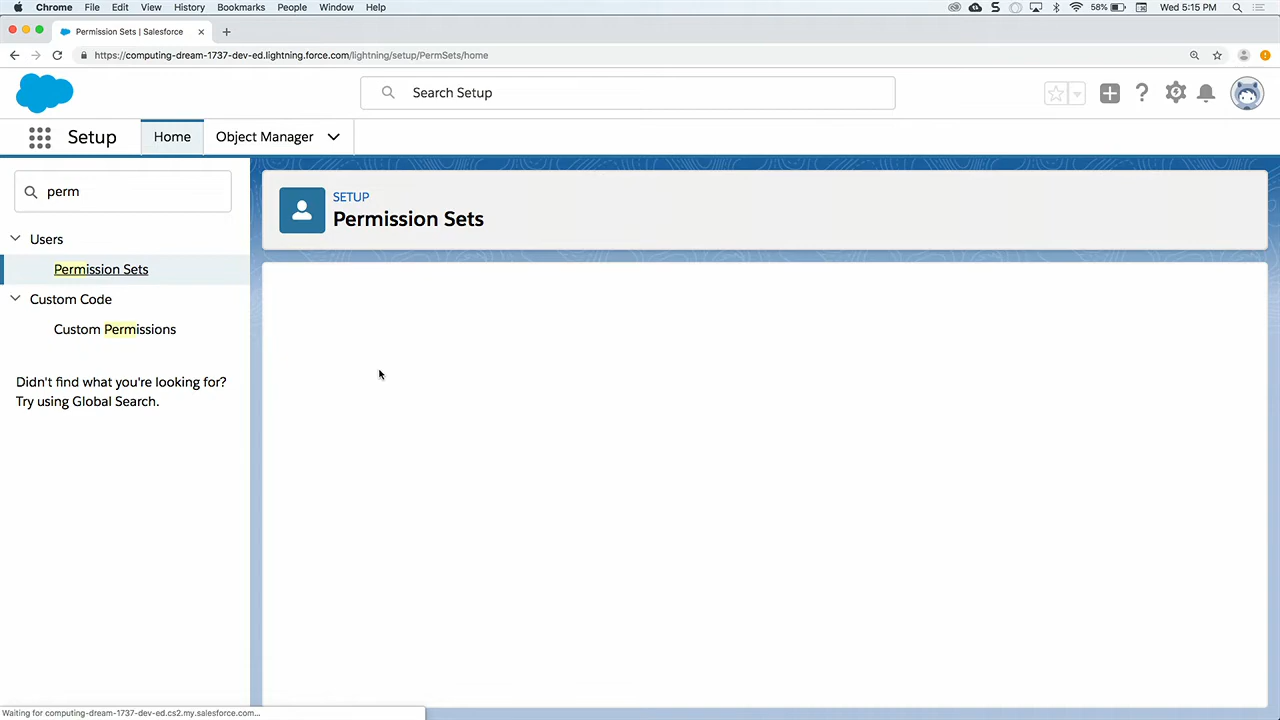 Chrome File Edit View History Bookmarks People Window Help 58% Wed 5:15 PM
Permission Sets | Salesforce
https://computing-dream-1737-dev-ed.lightning.force.com/lightning/setup/PermSets/home
Search Setup
Setup Home Object Manager
perm
SETUP
Permission Sets
Users
Permission Sets
Custom Code
Custom Permissions
Didn't find what you're looking for?
Try using Global Search.
Waiting for computing-dream-1737-dev-ed.cs2.my.salesforce.com...